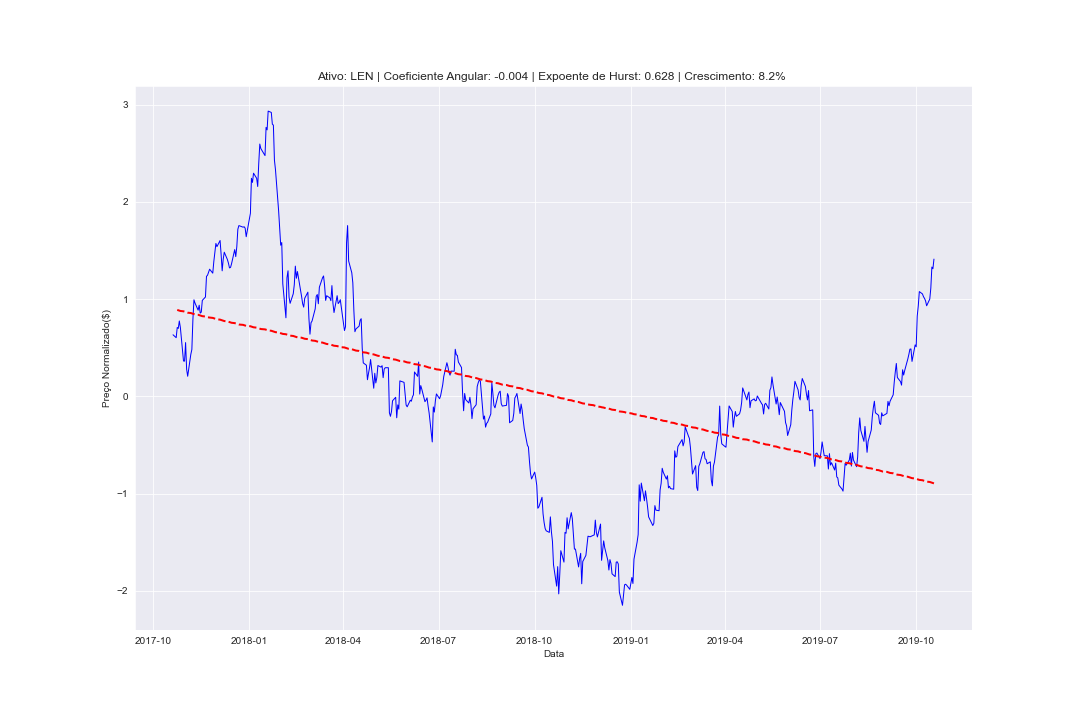 Ativo: LEN | Coeficiente Angular: -0.004 | Expoente de Hurst: 0.628 | Crescimento: 8.2%
Preço Normalizado($)
3
2
1
0
−1
−2
2017-10 2018-01 2018-04 2018-07 2018-10 2019-01 2019-04 2019-07 2019-10
Data